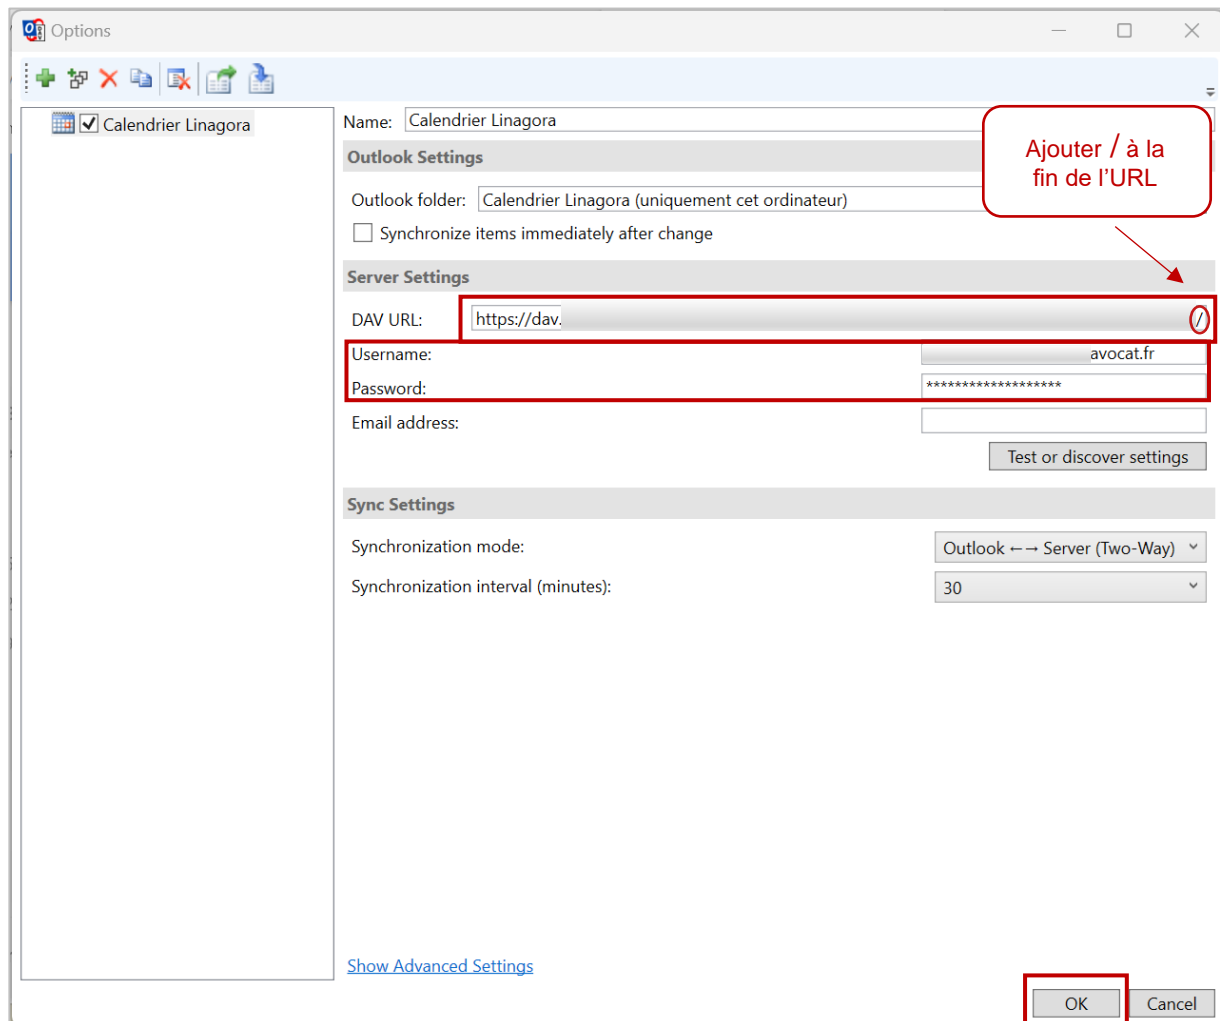 Options
Calendrier Linagora
Name: Calendrier Linagora
Ajouter / à la
fin de l'URL
Outlook Settings
Outlook folder: Calendrier Linagora (uniquement cet ordinateur)
Synchronize items immediately after change
Server Settings
DAV URL: https://dav. /
Username: avocat.fr
Password: *******************
Email address:
Test or discover settings
Sync Settings
Synchronization mode: Outlook ←→ Server (Two-Way)
Synchronization interval (minutes): 30
Show Advanced Settings
OK Cancel